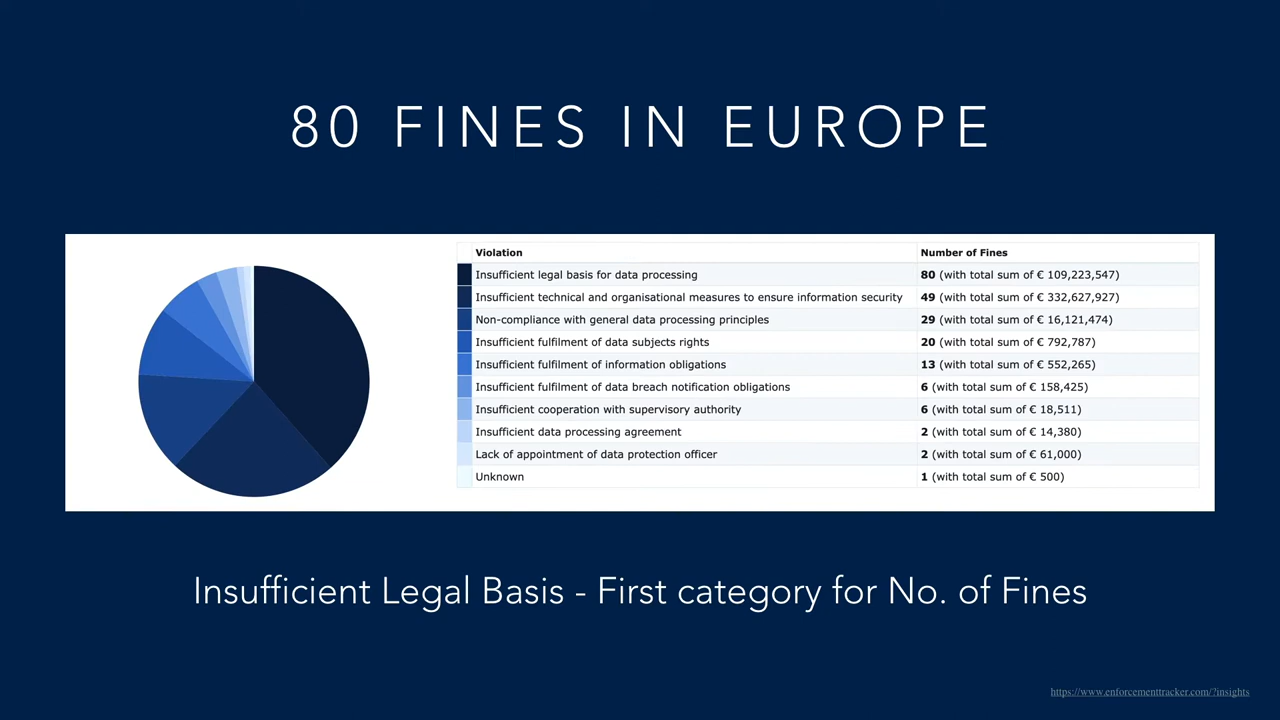 80 FINES IN EUROPE
Violation Number of Fines
Insufficient legal basis for data processing 80 (with total sum of € 109,223,547)
Insufficient technical and organisational measures to ensure information security 49 (with total sum of € 332,627,927)
Non-compliance with general data processing principles 29 (with total sum of € 16,121,474)
Insufficient fulfilment of data subjects rights 20 (with total sum of € 792,787)
Insufficient fulfilment of information obligations 13 (with total sum of € 552,265)
Insufficient fulfilment of data breach notification obligations 6 (with total sum of € 158,425)
Insufficient cooperation with supervisory authority 6 (with total sum of € 18,511)
Insufficient data processing agreement 2 (with total sum of € 14,380)
Lack of appointment of data protection officer 2 (with total sum of € 61,000)
Unknown 1 (with total sum of € 500)
Insufficient Legal Basis - First category for No. of Fines
https://www.enforcementtracker.com/?insights